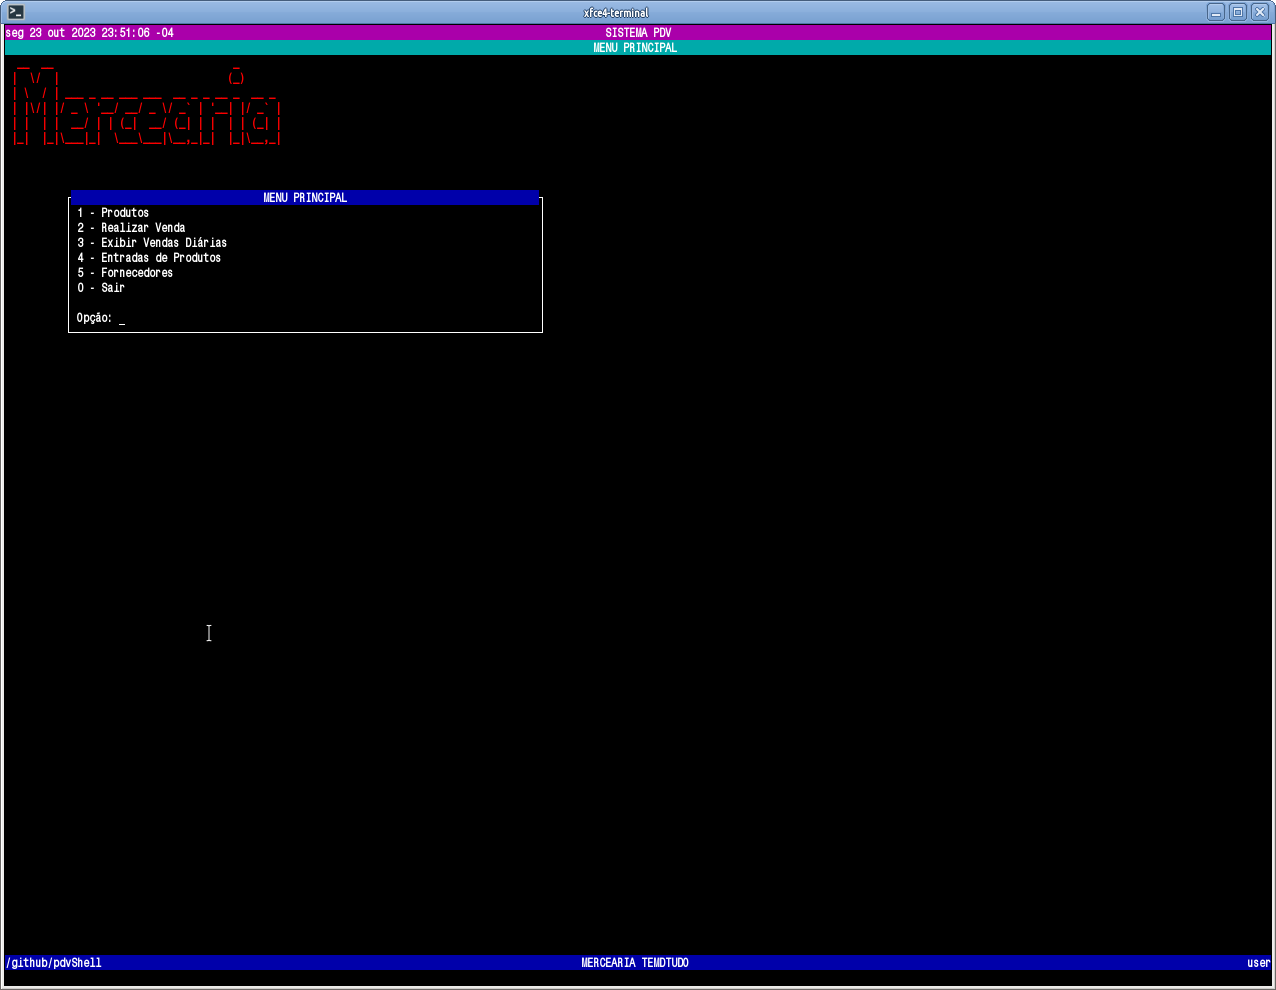 xfce4-terminal
seg 23 out 2023 23:51:06 -04 SISTEMA PDV
MENU PRINCIPAL
Mercearia
MENU PRINCIPAL
1 - Produtos
2 - Realizar Venda
3 - Exibir Vendas Diárias
4 - Entradas de Produtos
5 - Fornecedores
0 - Sair
Opção: _
/github/pdvShell MERCEARIA TEMDTUDO user